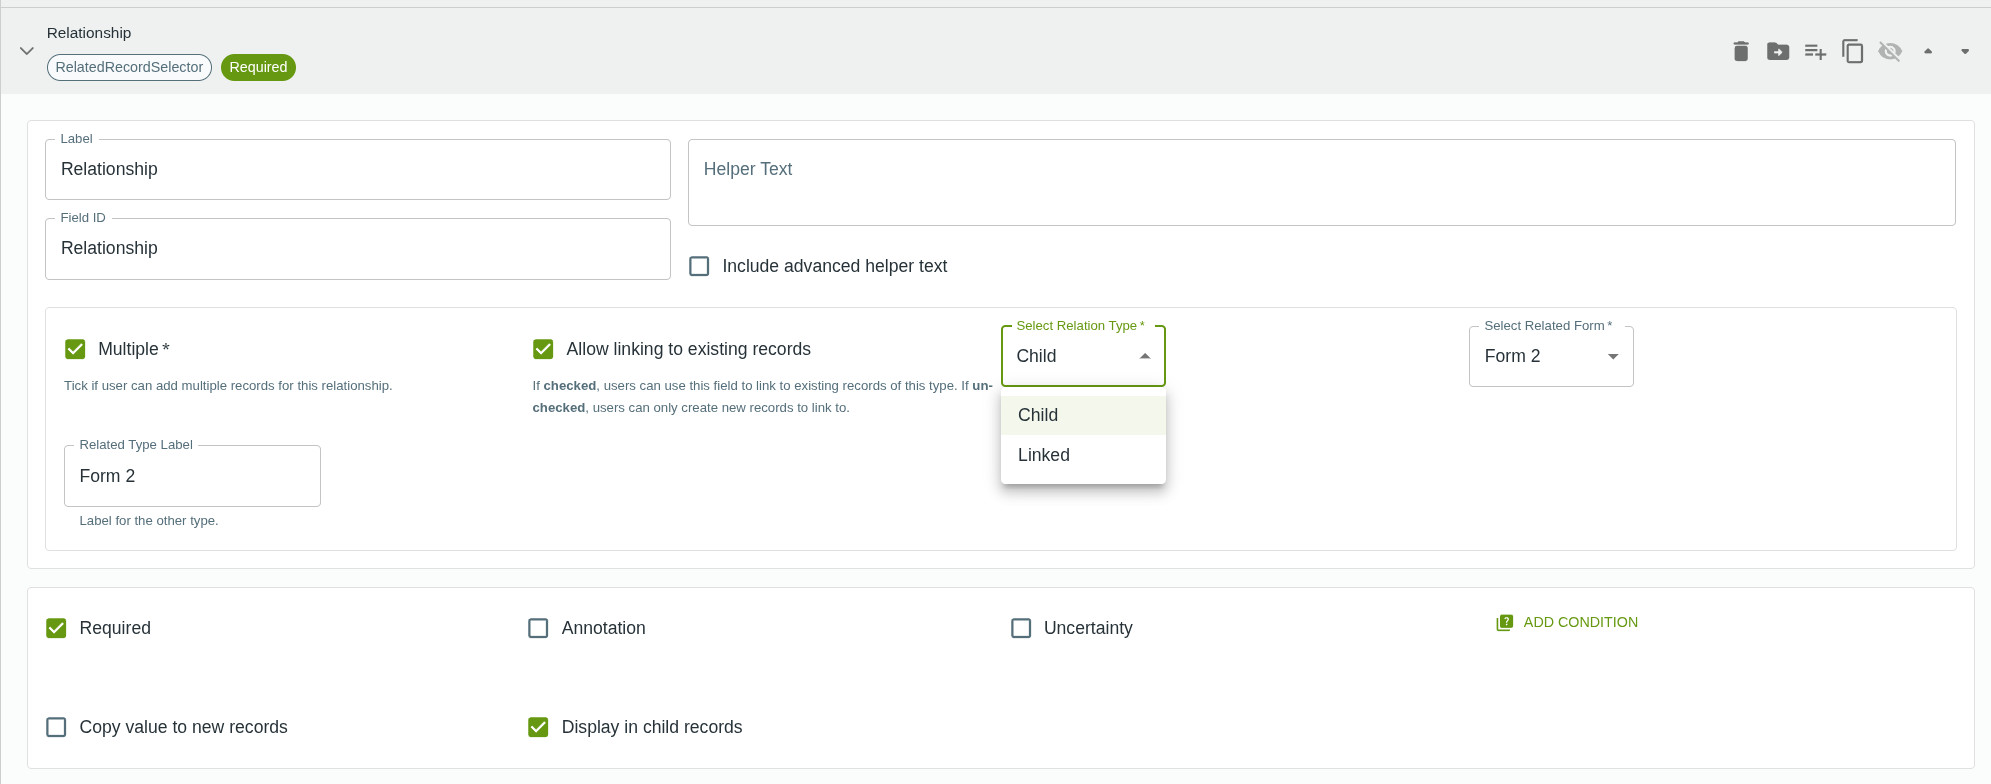 Relationship
RelatedRecordSelector
Required
Label
Relationship
Helper Text
Field ID
Relationship
Include advanced helper text
Multiple *
Tick if user can add multiple records for this relationship.
Allow linking to existing records
If checked, users can use this field to link to existing records of this type. If un-
checked, users can only create new records to link to.
Select Relation Type *
Child
Child
Linked
Select Related Form *
Form 2
Related Type Label
Form 2
Label for the other type.
Required
Annotation
Uncertainty
ADD CONDITION
Copy value to new records
Display in child records